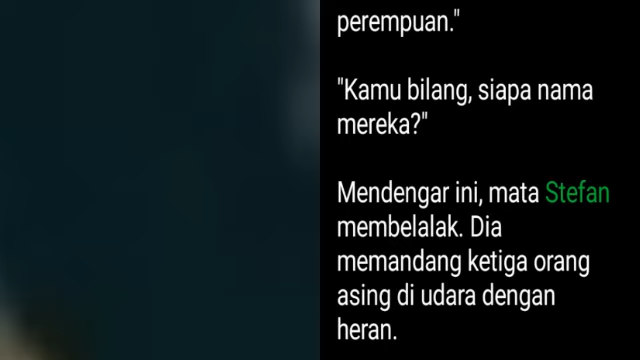 perempuan."
"Kamu bilang, siapa nama
mereka?"
Mendengar ini, mata Stefan
membelalak. Dia
memandang ketiga orang
asing di udara dengan
heran.